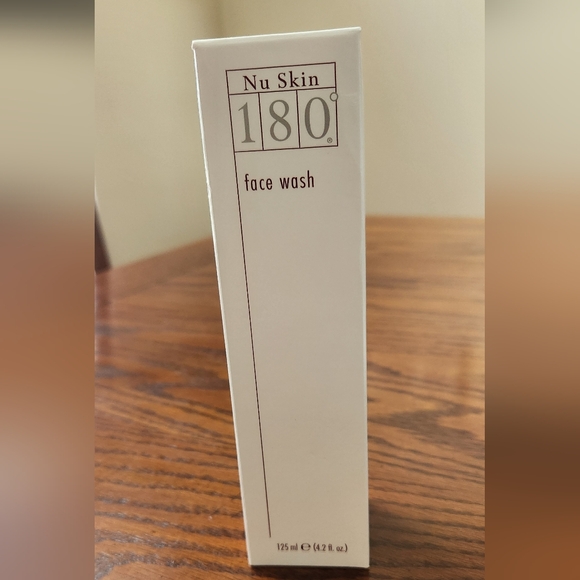 Nu Skin
180°®
face wash
125 ml ℮ (4.2 fl. oz.)